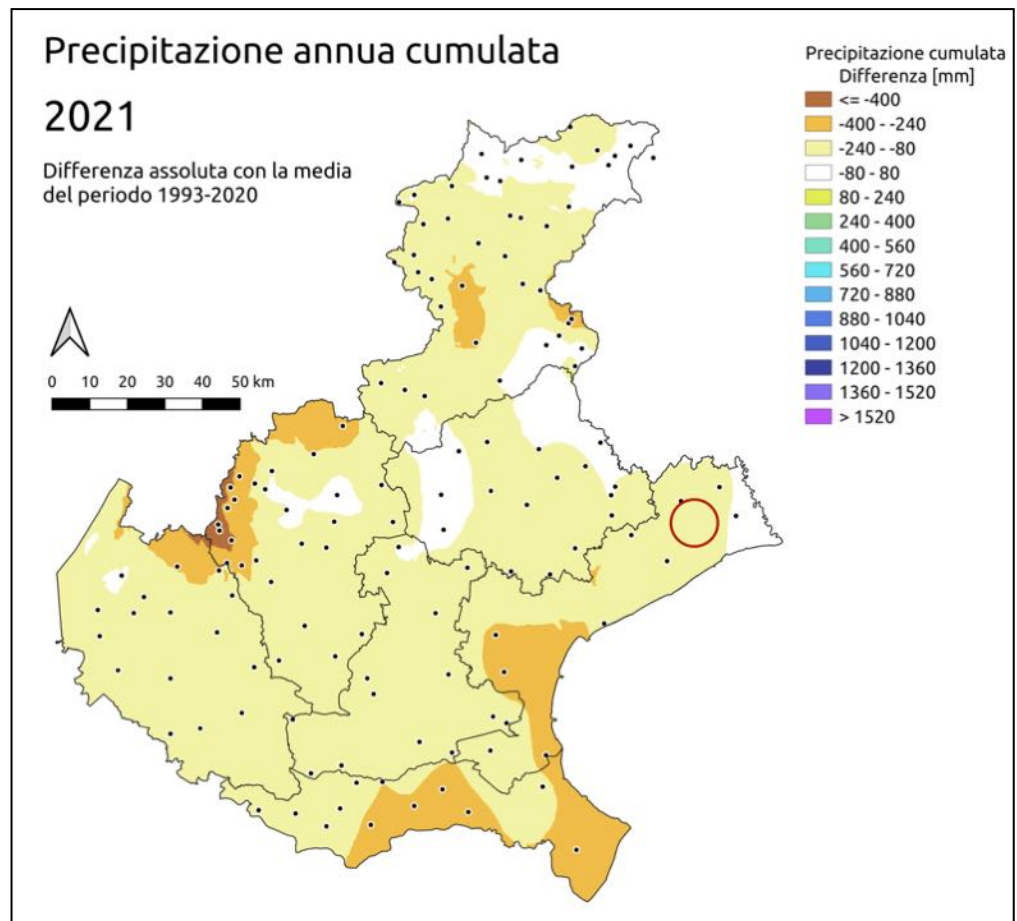 Precipitazione annua cumulata
2021
Differenza assoluta con la media
del periodo 1993-2020
0 10 20 30 40 50 km
Precipitazione cumulata
Differenza [mm]
<= -400
-400 - -240
-240 - -80
-80 - 80
80 - 240
240 - 400
400 - 560
560 - 720
720 - 880
880 - 1040
1040 - 1200
1200 - 1360
1360 - 1520
> 1520